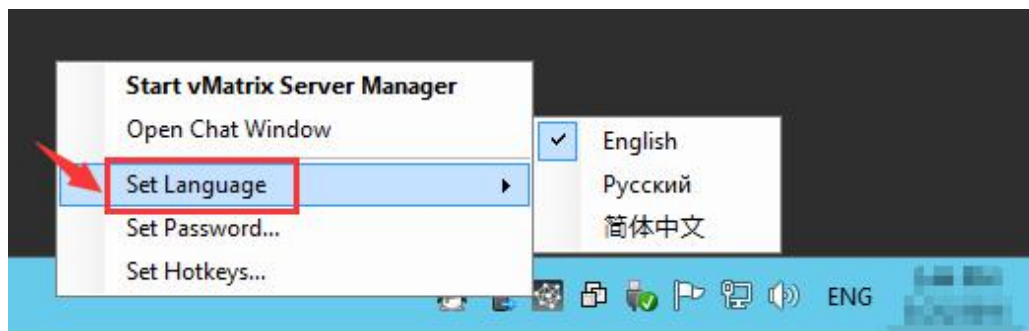 Start vMatrix Server Manager
Open Chat Window
Set Language
Set Password...
Set Hotkeys...
English
Русский
简体中文
ENG